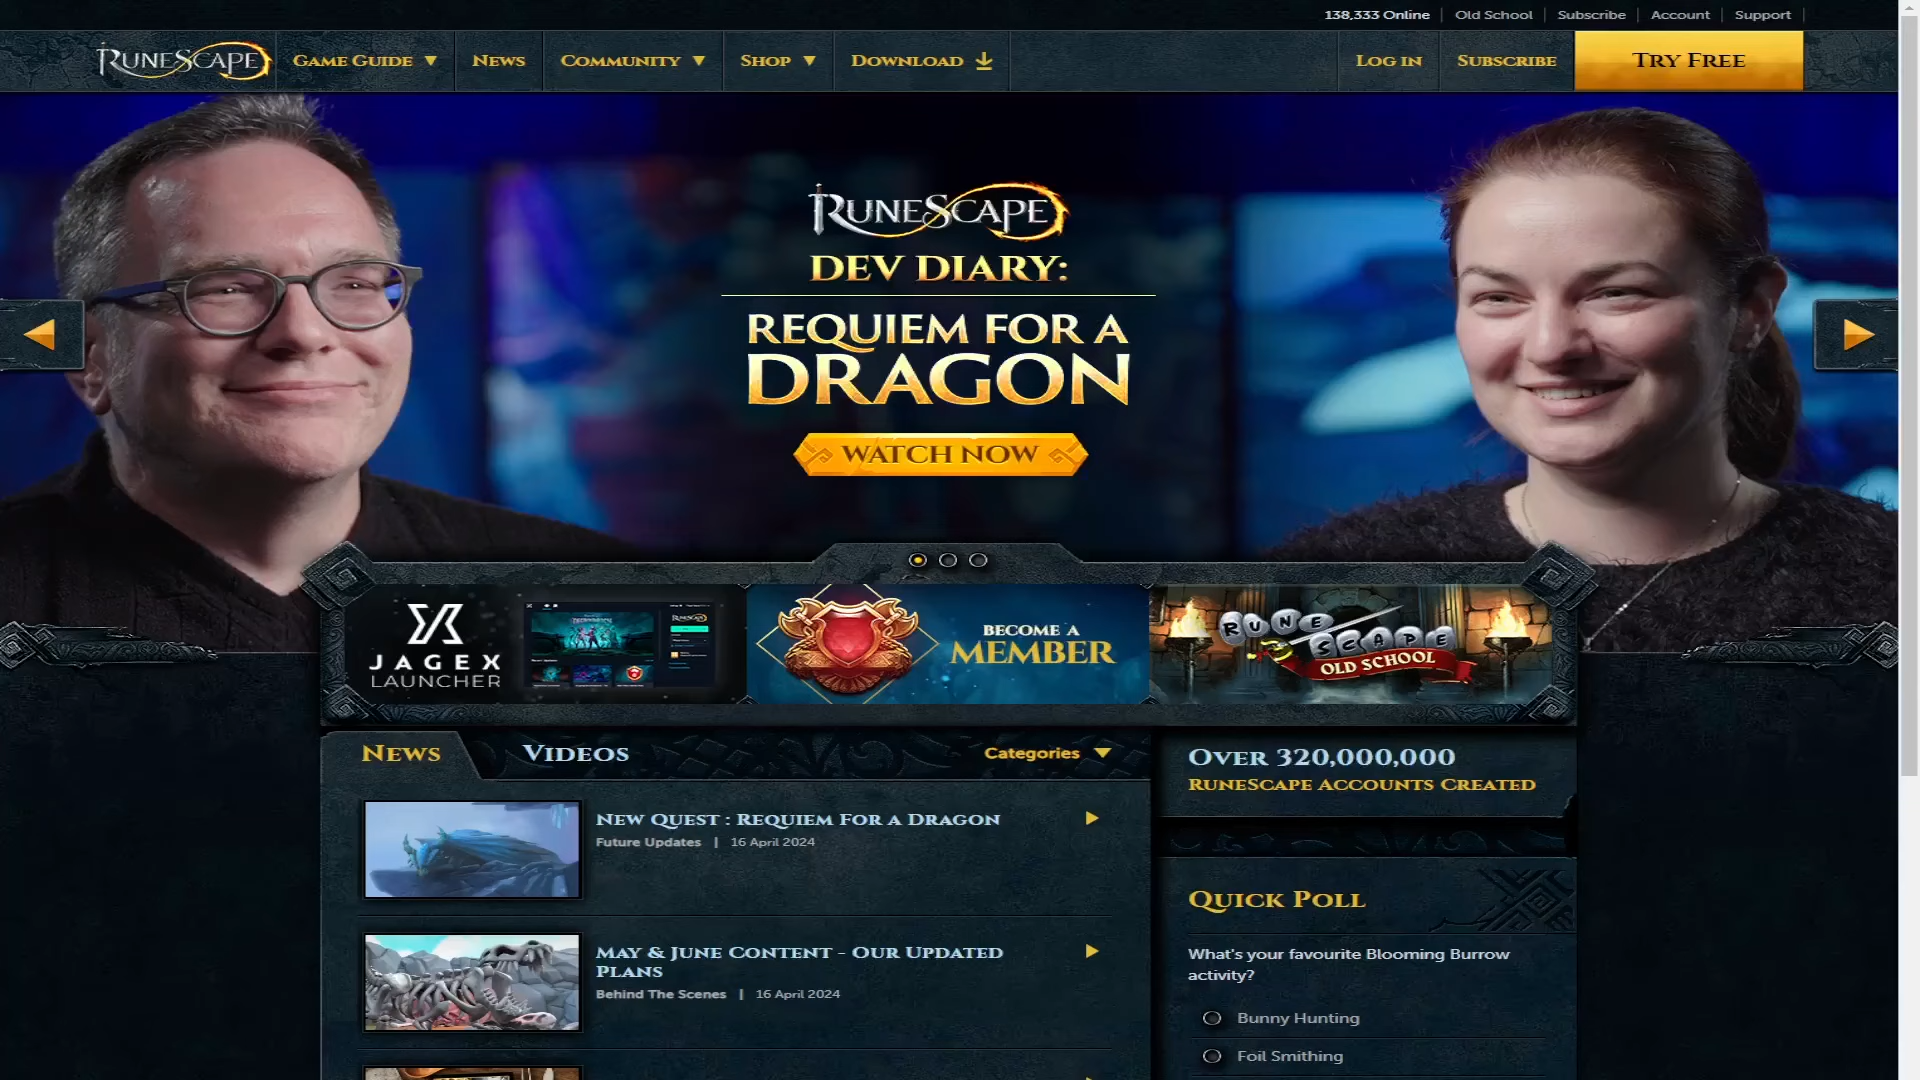 138,333 Online
Old School
Subscribe
Account
Support
RuneScape
Game Guide
News
Community
Shop
Download
Log in
Subscribe
Try Free
RuneScape
DEV DIARY:
REQUIEM FOR A
DRAGON
WATCH NOW
JAGEX
LAUNCHER
BECOME A
MEMBER
RUNE
SCAPE
OLD SCHOOL
News
Videos
Categories
Over 320,000,000
RuneScape Accounts Created
New Quest : Requiem For a Dragon
Future Updates | 16 April 2024
May & June Content - Our Updated
Plans
Behind The Scenes | 16 April 2024
Quick Poll
What's your favourite Blooming Burrow
activity?
Bunny Hunting
Foil Smithing